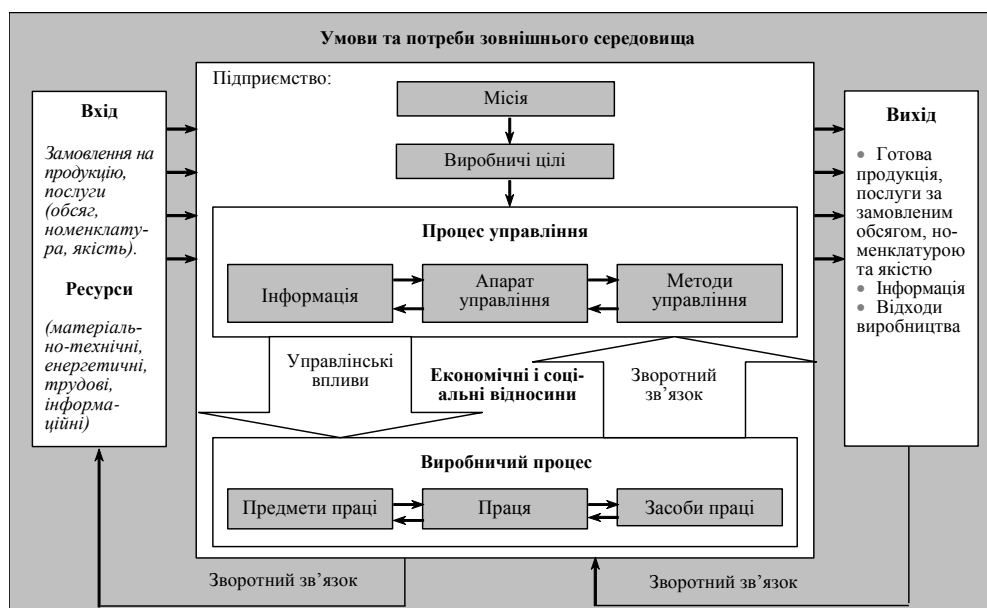 Умови та потреби зовнішнього середовища
Вхід
Замовлення на
продукцію,
послуги
(обсяг,
номенклату-
ра, якість).
Ресурси
(матеріаль-
но-технічні,
енергетичні,
трудові,
інформа-
ційні)
Підприємство:
Місія
Виробничі цілі
Процес управління
Інформація
Апарат
управління
Методи
управління
Управлінські
впливи
Економічні і соці-
альні відносини
Зворотний
зв’язок
Виробничий процес
Предмети праці
Праця
Засоби праці
Вихід
• Готова
продукція,
послуги за
замовленим
обсягом, но-
менклатурою
та якістю
• Інформація
• Відходи
виробництва
Зворотний зв’язок
Зворотний зв’язок